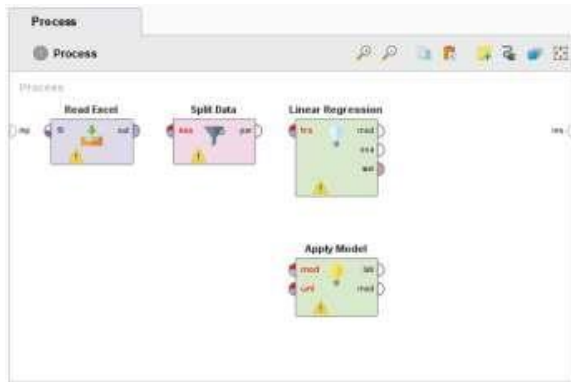 Process
Process
Process
Read Excel
Split Data
Linear Regression
inp
fil
out
exa
par
tra
mod
exa
wei
res
Apply Model
mod
unl
lab
mod